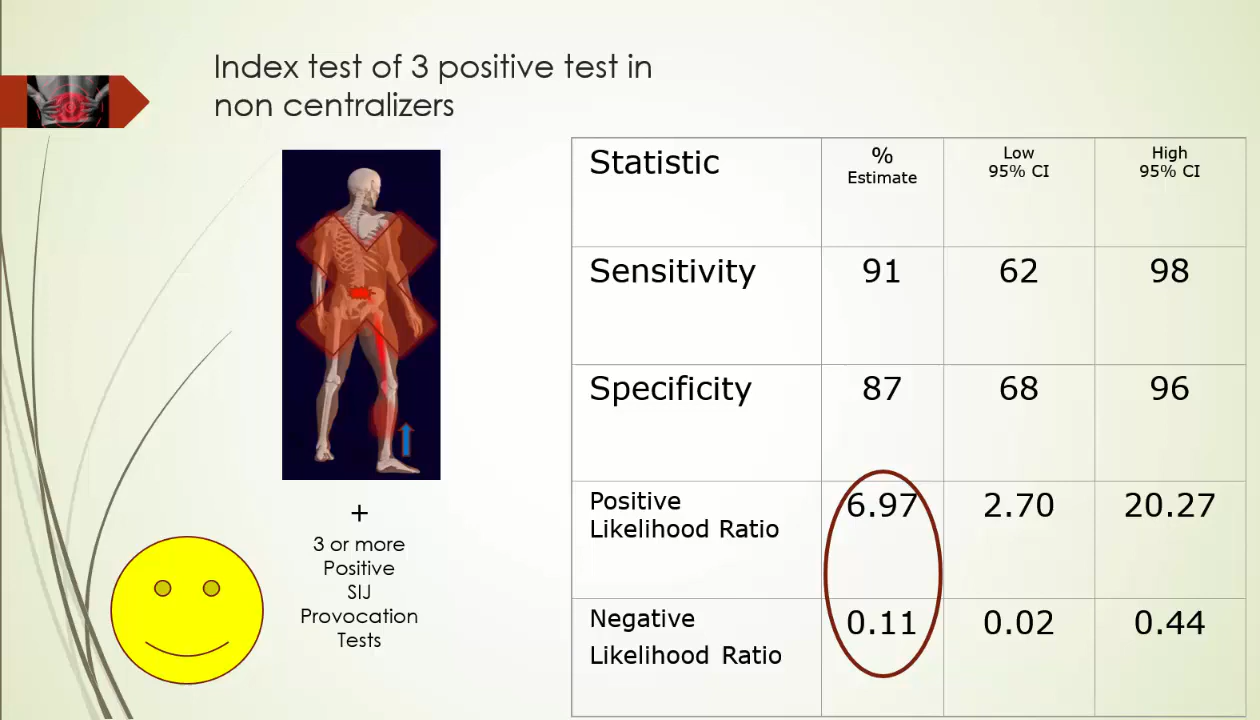 Index test of 3 positive test in
non centralizers
+
3 or more
Positive
SIJ
Provocation
Tests
Statistic % Estimate Low 95% CI High 95% CI
Sensitivity 91 62 98
Specificity 87 68 96
Positive Likelihood Ratio 6.97 2.70 20.27
Negative Likelihood Ratio 0.11 0.02 0.44